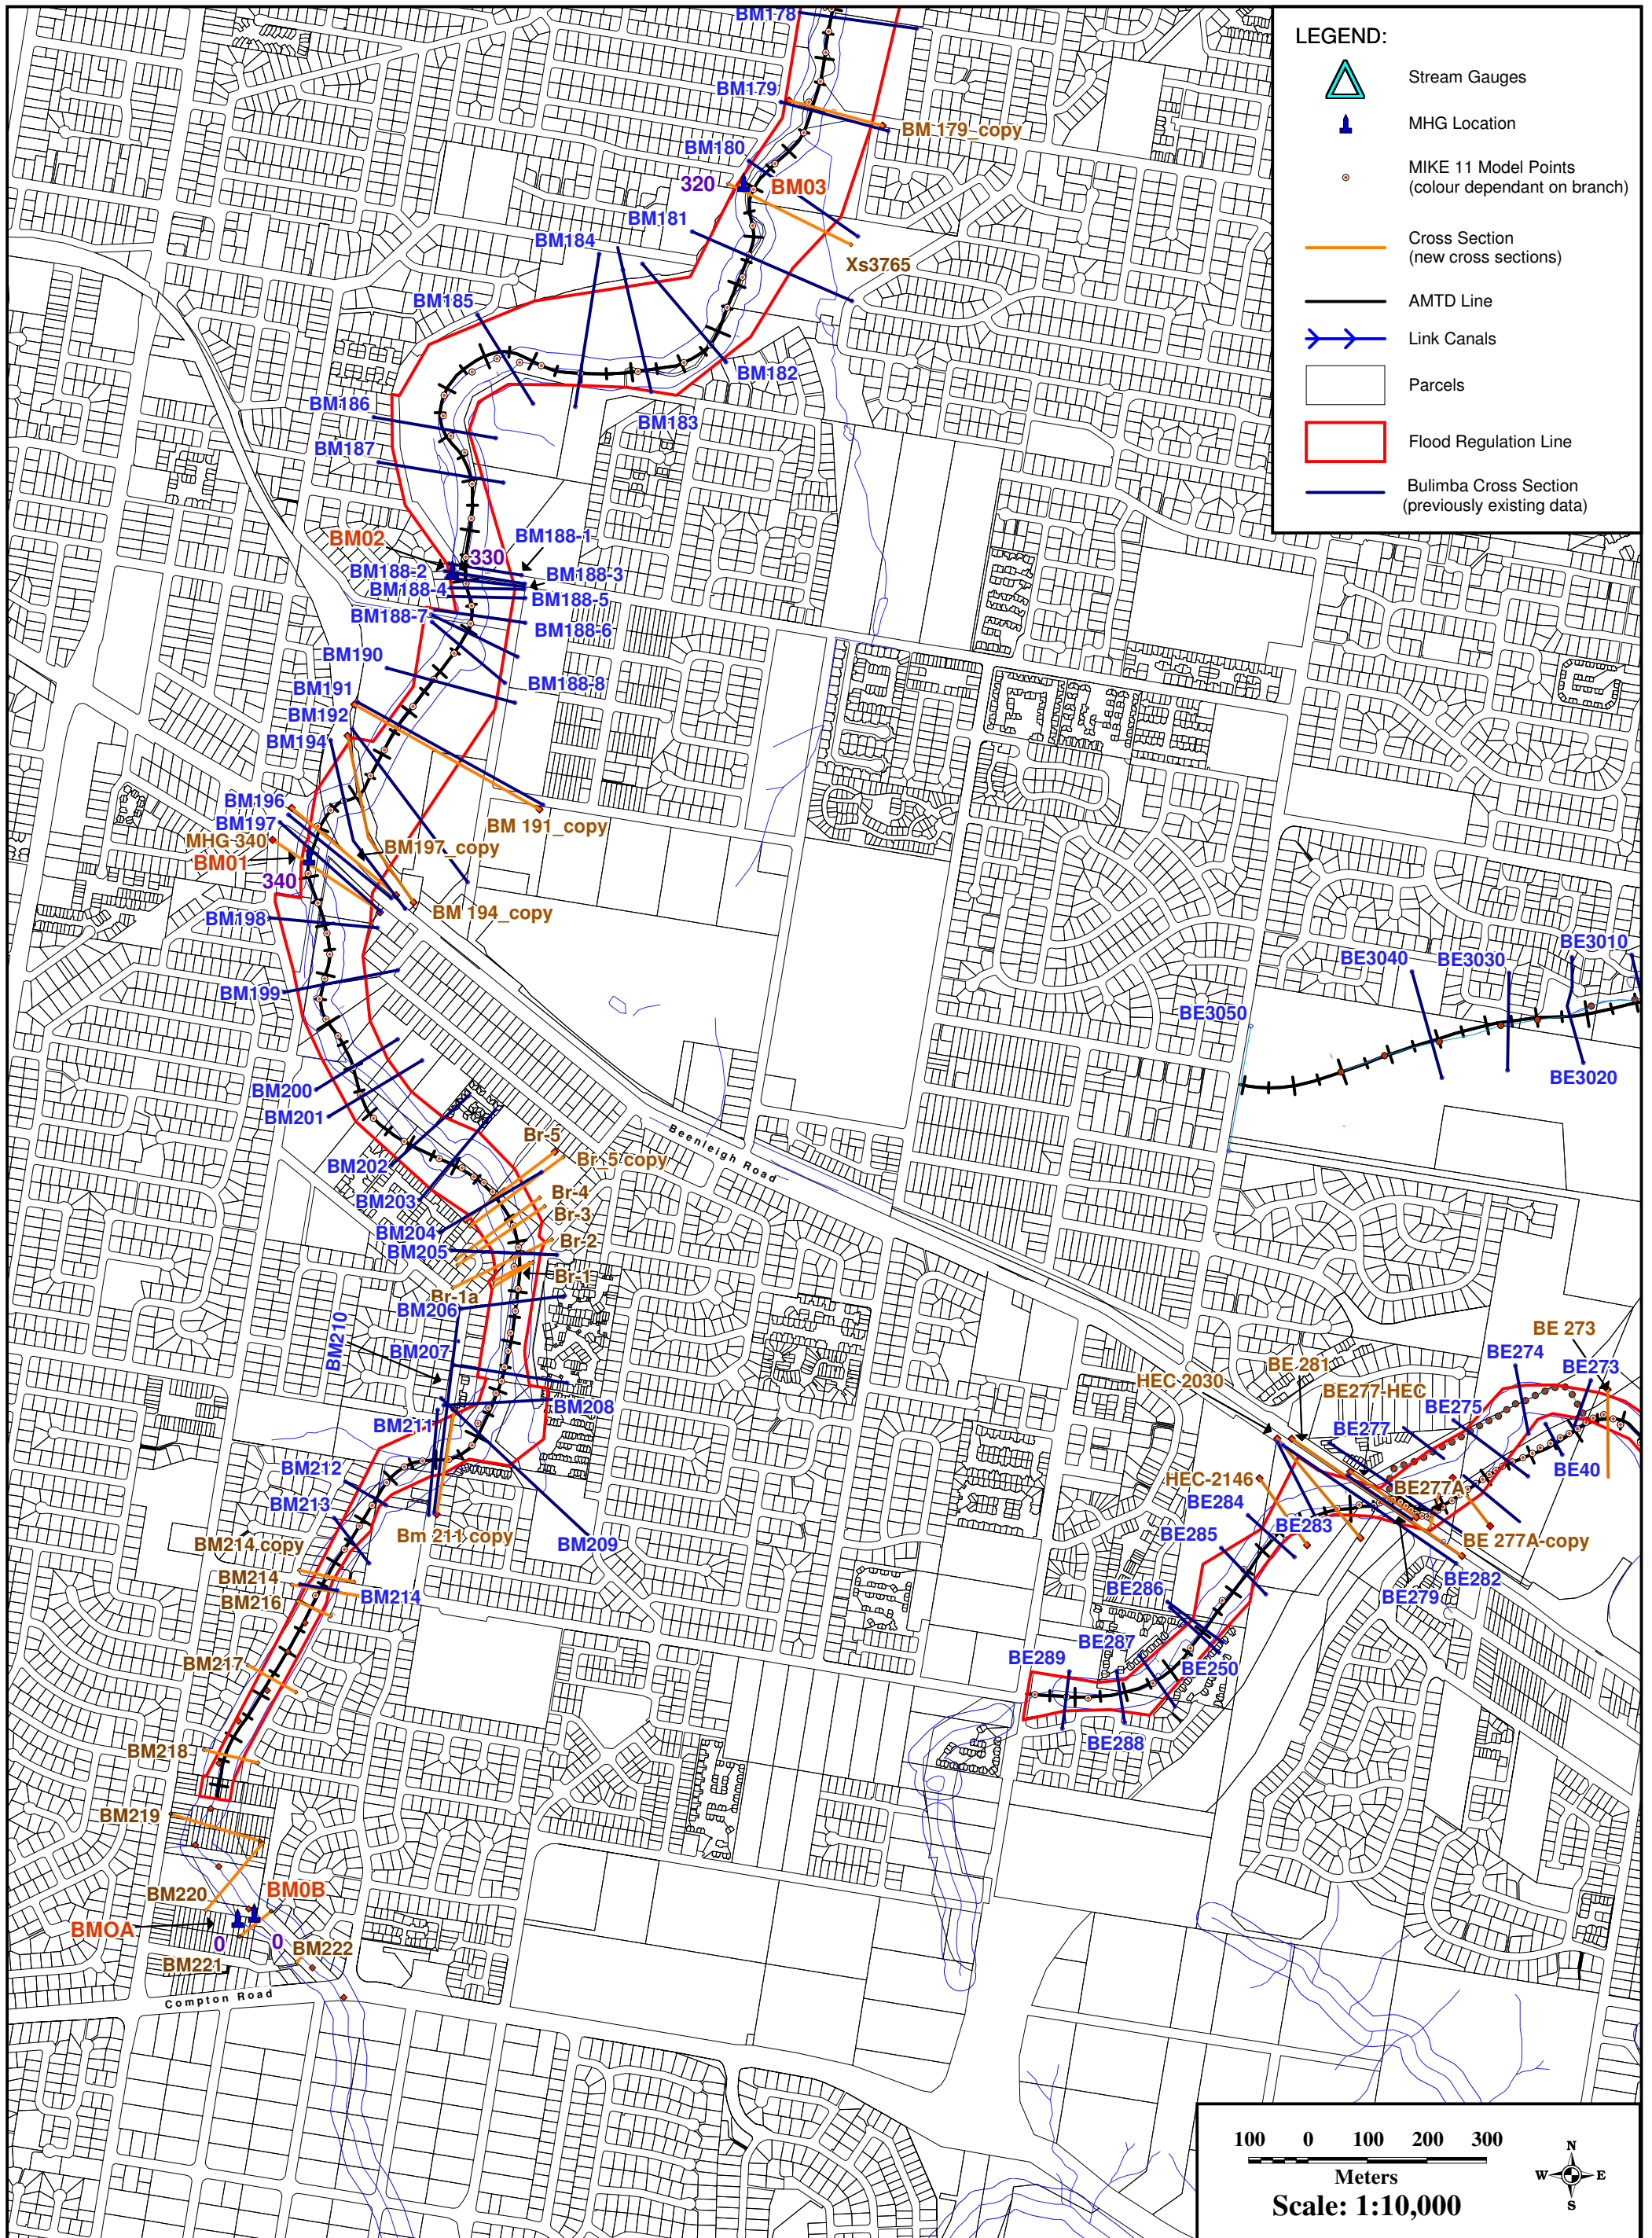 BM178
LEGEND:
Stream Gauges
MHG Location
MIKE 11 Model Points
(colour dependant on branch)
Cross Section
(new cross sections)
AMTD Line
Link Canals
Parcels
Flood Regulation Line
Bulimba Cross Section
(previously existing data)
BM179
BM 179_copy
BM180
320
BM03
BM181
BM184
Xs3765
BM185
BM182
BM186
BM183
BM187
BM02
BM188-1
330
BM188-2
BM188-3
BM188-4
BM188-5
BM188-7
BM188-6
BM190
BM188-8
BM191
BM192
BM194
BM196
BM197
BM 191_copy
MHG 340
BM197_copy
BM01
340
BM 194_copy
BM198
BM199
BE3010
BE3040
BE3030
BE3050
BE3020
BM200
BM201
Beenleigh Road
Br-5
Br_5 copy
BM202
BM203
Br-4
Br-3
BM204
BM205
Br-2
Br-1
Br-1a
BM206
BM210
BM207
BM208
BM211
BE 273
BE274
BE273
BE 281
HEC 2030
BE277-HEC
BE275
BE277
BM212
BE40
HEC-2146
BE277A
BM213
BE284
BE283
Bm 211 copy
BM209
BE285
BE 277A-copy
BM214 copy
BM214
BM214
BE282
BE279
BM216
BE286
BM217
BE287
BE289
BE250
BE288
BM218
BM219
BM220
BM0B
BMOA
0
0
BM222
BM221
Compton Road
100 0 100 200 300
Meters
Scale: 1:10,000
N
W E
S